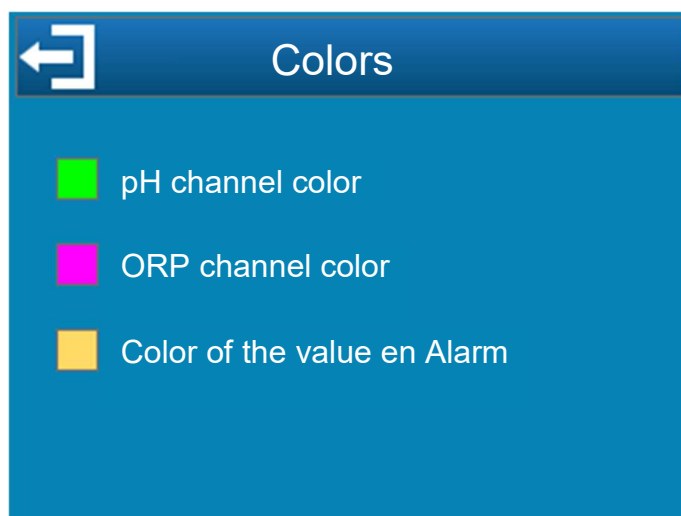 Colors
pH channel color
ORP channel color
Color of the value en Alarm